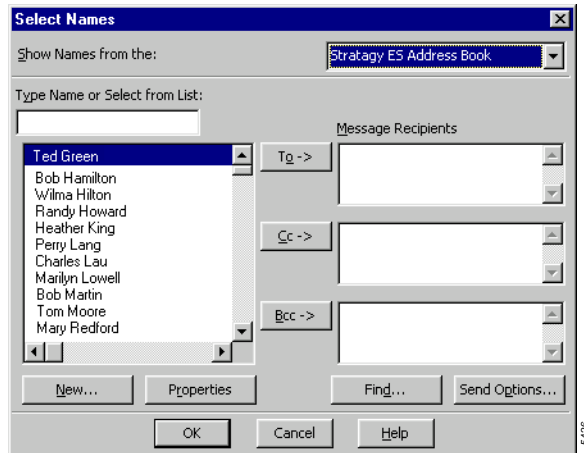 Select Names
Show Names from the:
Stratagy ES Address Book
Type Name or Select from List:
Message Recipients
Ted Green
Bob Hamilton
Wilma Hilton
Randy Howard
Heather King
Perry Lang
Charles Lau
Marilyn Lowell
Bob Martin
Tom Moore
Mary Redford
To ->
Cc ->
Bcc ->
New...
Properties
Find...
Send Options...
OK
Cancel
Help